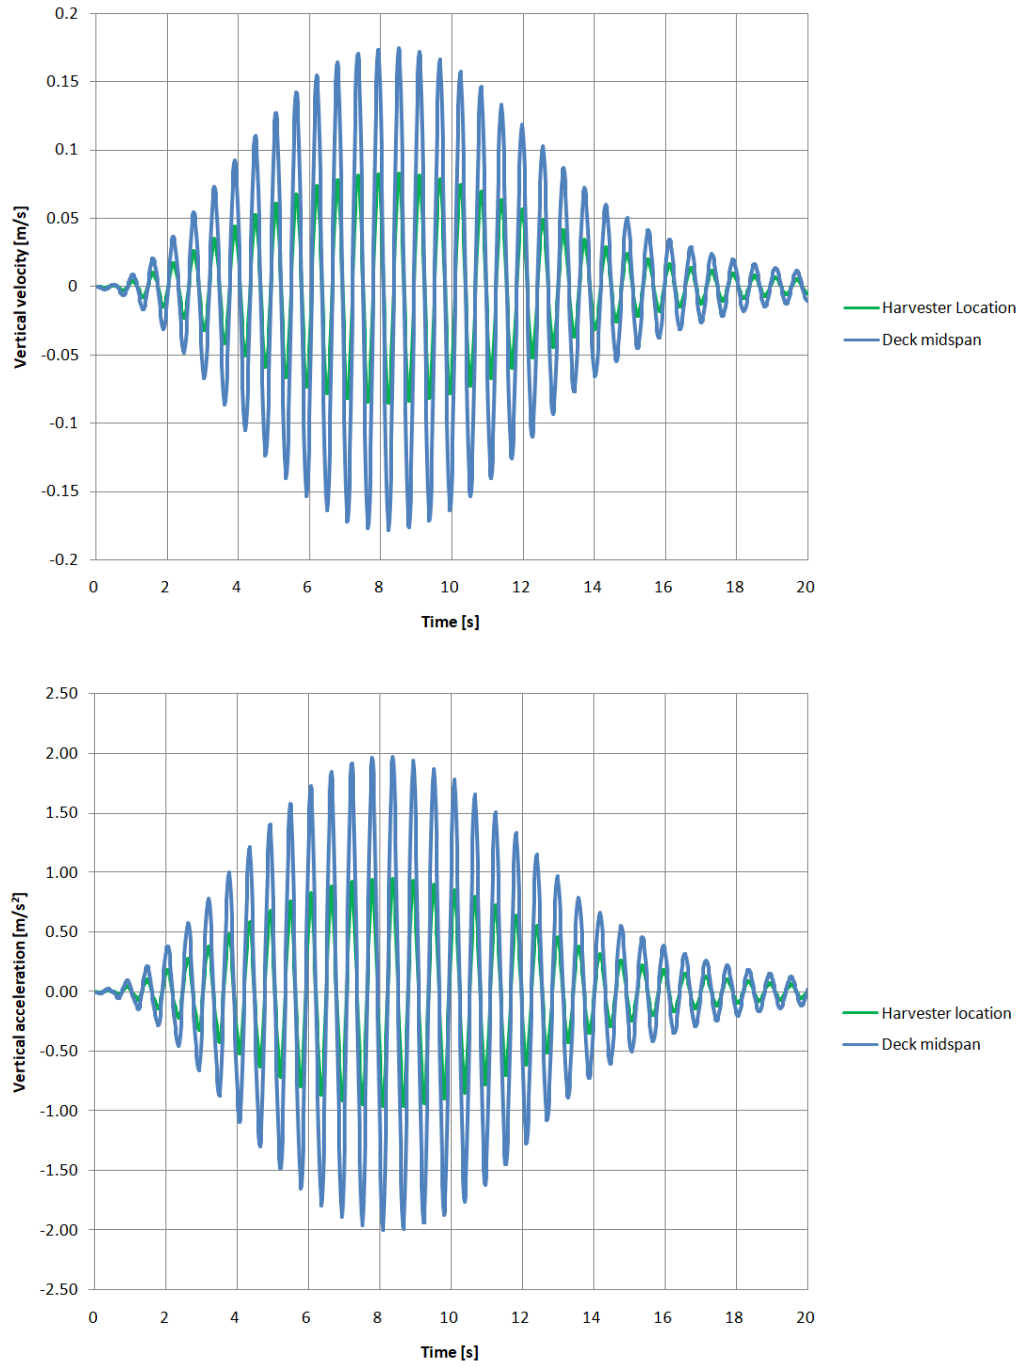 0.2
0.15
0.1
0.05
0
-0.05
-0.1
-0.15
-0.2
Vertical velocity [m/s]
0 2 4 6 8 10 12 14 16 18 20
Time [s]
Harvester Location
Deck midspan
2.50
2.00
1.50
1.00
0.50
0.00
-0.50
-1.00
-1.50
-2.00
-2.50
Vertical acceleration [m/s²]
0 2 4 6 8 10 12 14 16 18 20
Time [s]
Harvester location
Deck midspan